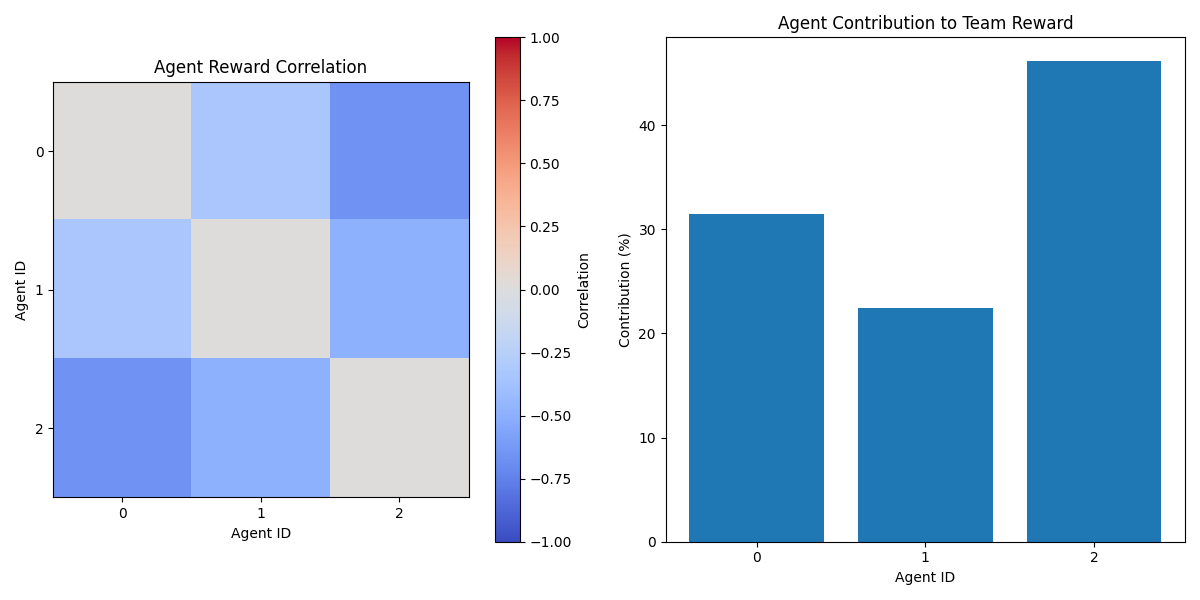 Agent Reward Correlation
Agent ID
0
1
2
0 1 2
Agent ID
1.00
0.75
0.50
0.25
0.00
−0.25
−0.50
−0.75
−1.00
Correlation
Agent Contribution to Team Reward
Contribution (%)
40
30
20
10
0
0 1 2
Agent ID